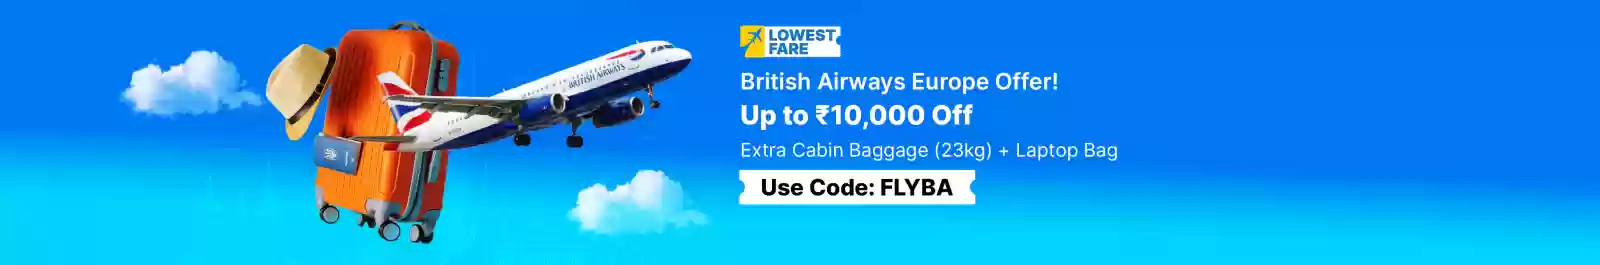 LOWEST
FARE
British Airways Europe Offer!
Up to ₹10,000 Off
Extra Cabin Baggage (23kg) + Laptop Bag
Use Code: FLYBA
BRITISH AIRWAYS